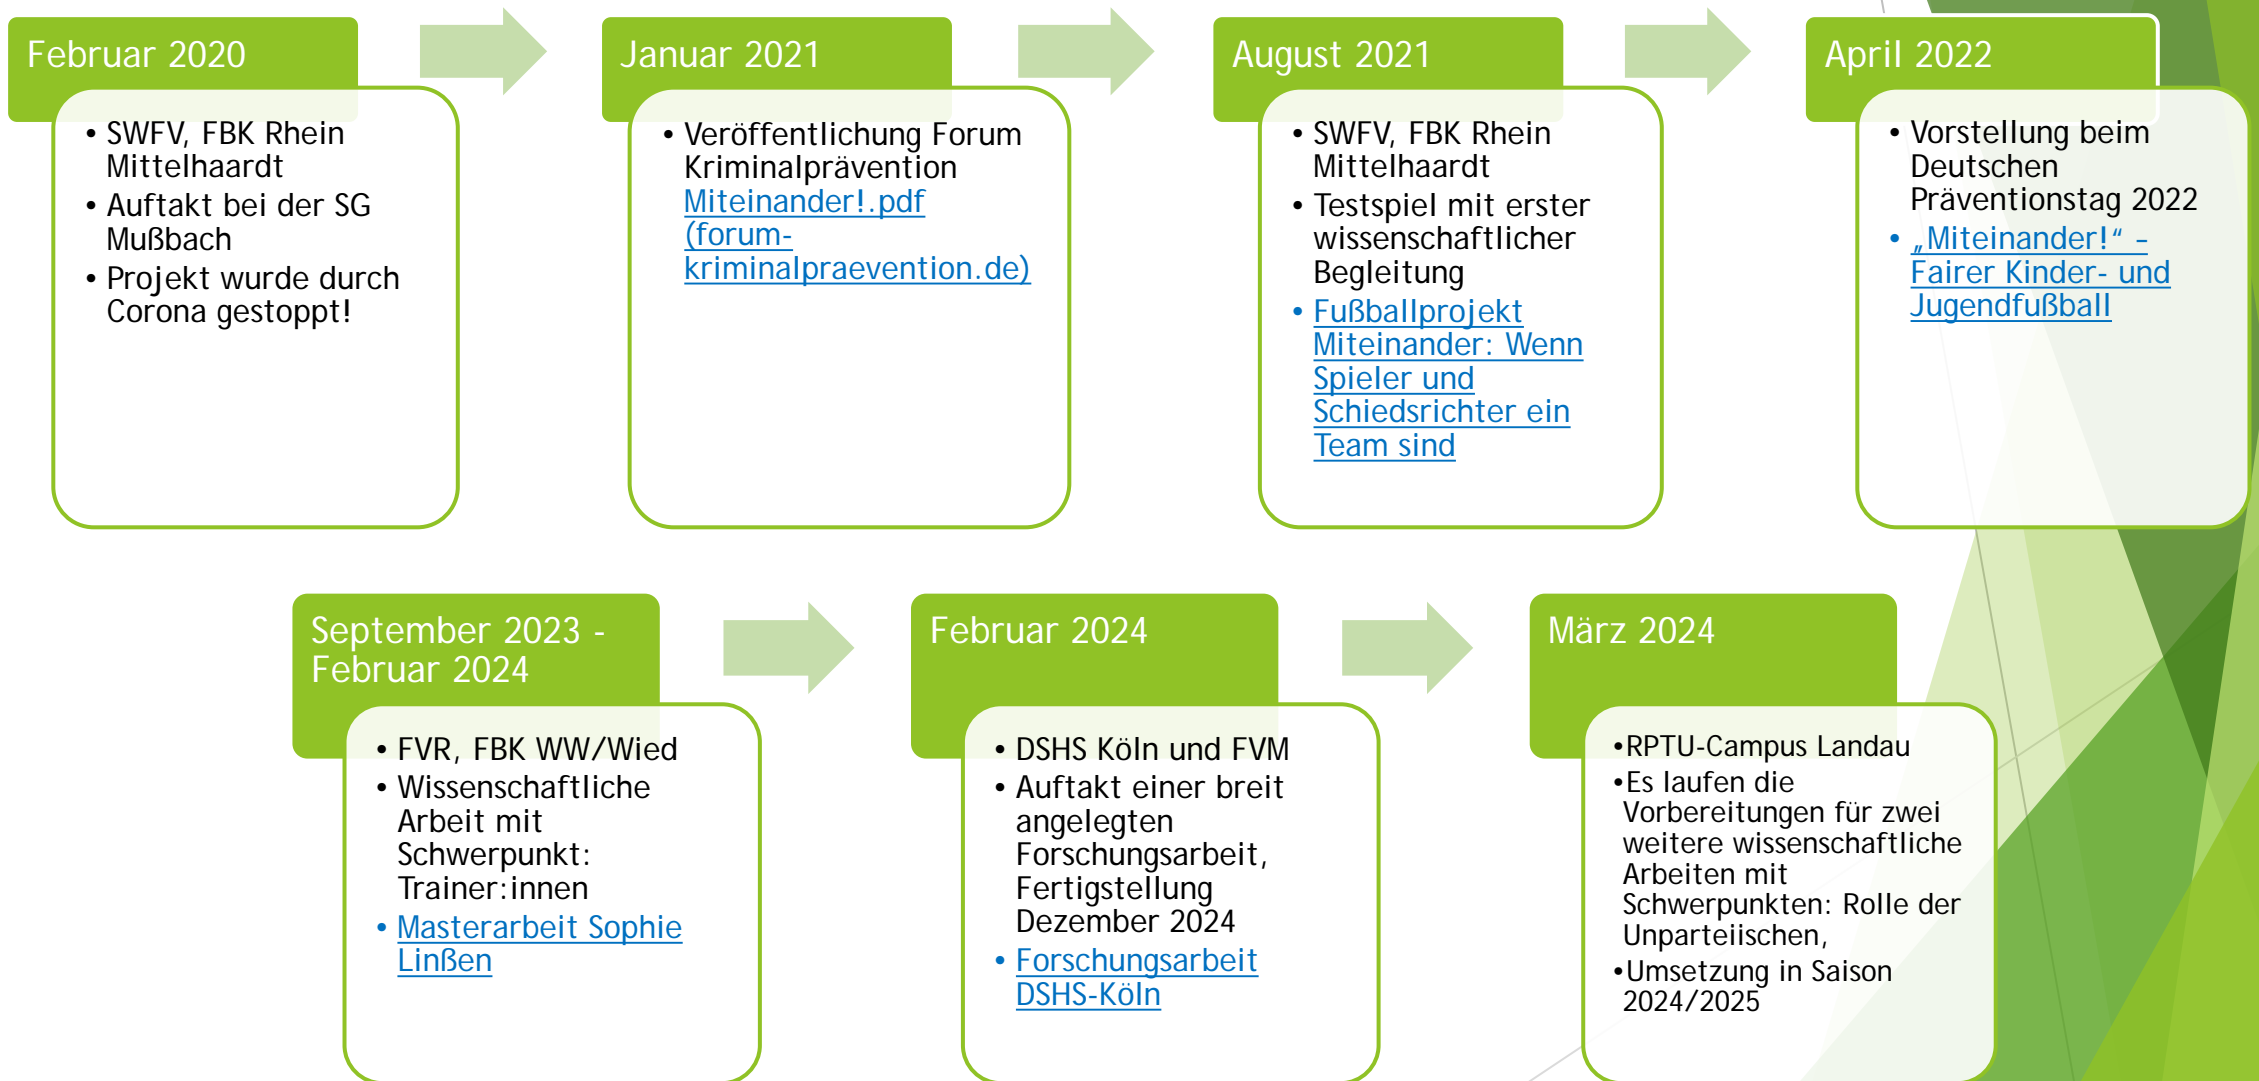 Februar 2020
• SWFV, FBK Rhein
Mittelhaardt
• Auftakt bei der SG
Mußbach
• Projekt wurde durch
Corona gestoppt!
Januar 2021
• Veröffentlichung Forum
Kriminalprävention
Miteinander!.pdf
(forum-
kriminalpraevention.de)
August 2021
• SWFV, FBK Rhein
Mittelhaardt
• Testspiel mit erster
wissenschaftlicher
Begleitung
• Fußballprojekt
Miteinander: Wenn
Spieler und
Schiedsrichter ein
Team sind
April 2022
• Vorstellung beim
Deutschen
Präventionstag 2022
• „Miteinander!“ –
Fairer Kinder- und
Jugendfußball
September 2023 -
Februar 2024
• FVR, FBK WW/Wied
• Wissenschaftliche
Arbeit mit
Schwerpunkt:
Trainer:innen
• Masterarbeit Sophie
Linßen
Februar 2024
• DSHS Köln und FVM
• Auftakt einer breit
angelegten
Forschungsarbeit,
Fertigstellung
Dezember 2024
• Forschungsarbeit
DSHS-Köln
März 2024
•RPTU-Campus Landau
•Es laufen die
Vorbereitungen für zwei
weitere wissenschaftliche
Arbeiten mit
Schwerpunkten: Rolle der
Unparteiischen,
•Umsetzung in Saison
2024/2025